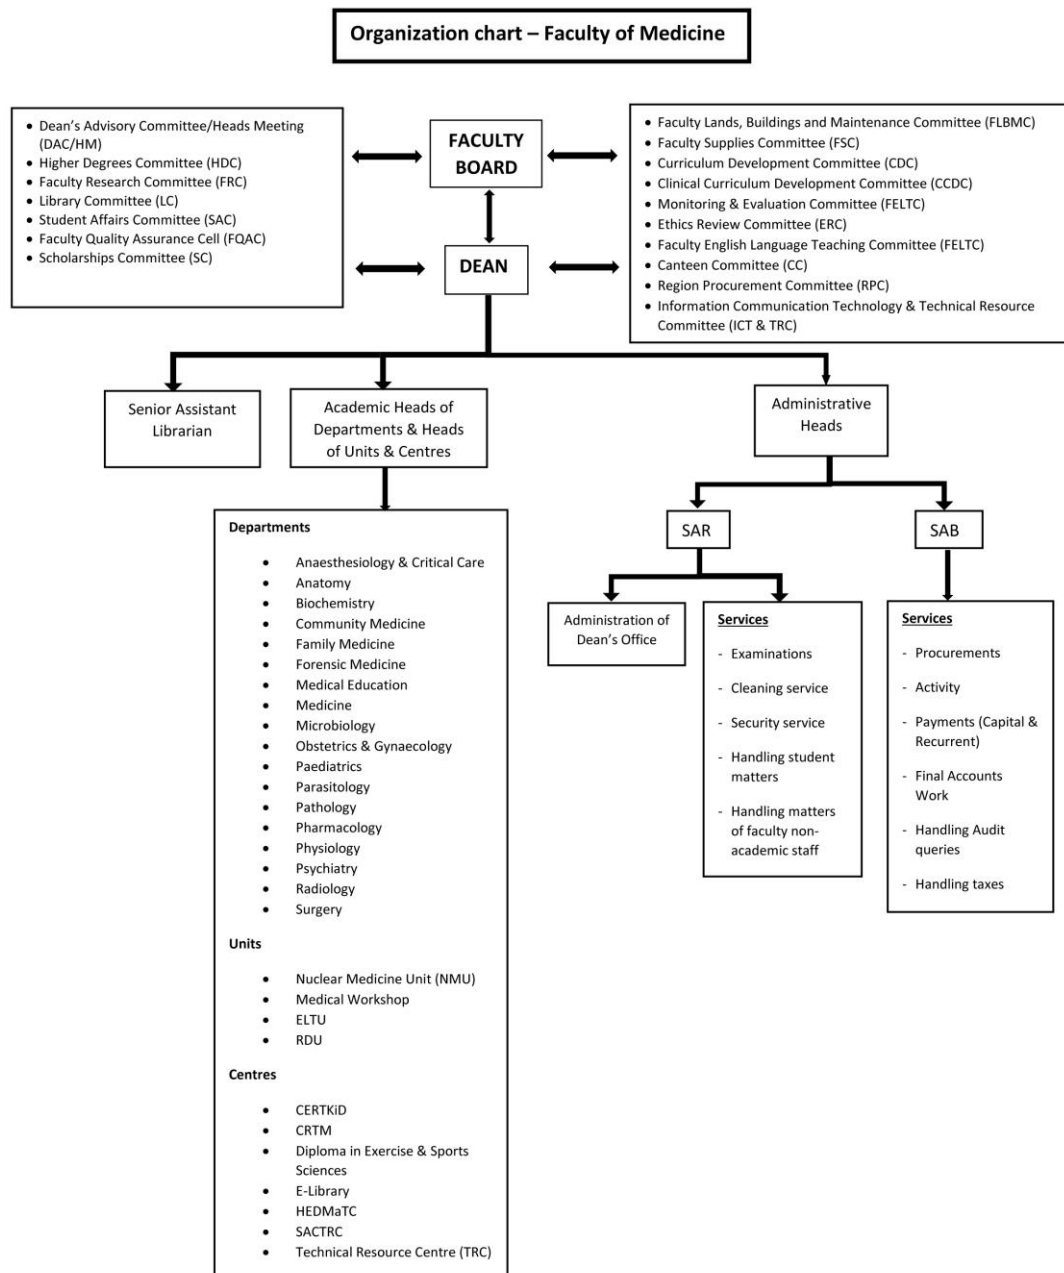 Organization chart – Faculty of Medicine
• Dean's Advisory Committee/Heads Meeting
(DAC/HM)
• Higher Degrees Committee (HDC)
• Faculty Research Committee (FRC)
• Library Committee (LC)
• Student Affairs Committee (SAC)
• Faculty Quality Assurance Cell (FQAC)
• Scholarships Committee (SC)
FACULTY
BOARD
DEAN
• Faculty Lands, Buildings and Maintenance Committee (FLBMC)
• Faculty Supplies Committee (FSC)
• Curriculum Development Committee (CDC)
• Clinical Curriculum Development Committee (CCDC)
• Monitoring & Evaluation Committee (FELTC)
• Ethics Review Committee (ERC)
• Faculty English Language Teaching Committee (FELTC)
• Canteen Committee (CC)
• Region Procurement Committee (RPC)
• Information Communication Technology & Technical Resource
Committee (ICT & TRC)
Senior Assistant
Librarian
Academic Heads of
Departments & Heads
of Units & Centres
Administrative
Heads
Departments
• Anaesthesiology & Critical Care
• Anatomy
• Biochemistry
• Community Medicine
• Family Medicine
• Forensic Medicine
• Medical Education
• Medicine
• Microbiology
• Obstetrics & Gynaecology
• Paediatrics
• Parasitology
• Pathology
• Pharmacology
• Physiology
• Psychiatry
• Radiology
• Surgery
Units
• Nuclear Medicine Unit (NMU)
• Medical Workshop
• ELTU
• RDU
Centres
• CERTKiD
• CRTM
• Diploma in Exercise & Sports
Sciences
• E-Library
• HEDMaTC
• SACTRC
• Technical Resource Centre (TRC)
SAR
Administration of
Dean's Office
Services
- Examinations
- Cleaning service
- Security service
- Handling student
matters
- Handling matters
of faculty non-
academic staff
SAB
Services
- Procurements
- Activity
- Payments (Capital &
Recurrent)
- Final Accounts
Work
- Handling Audit
queries
- Handling taxes